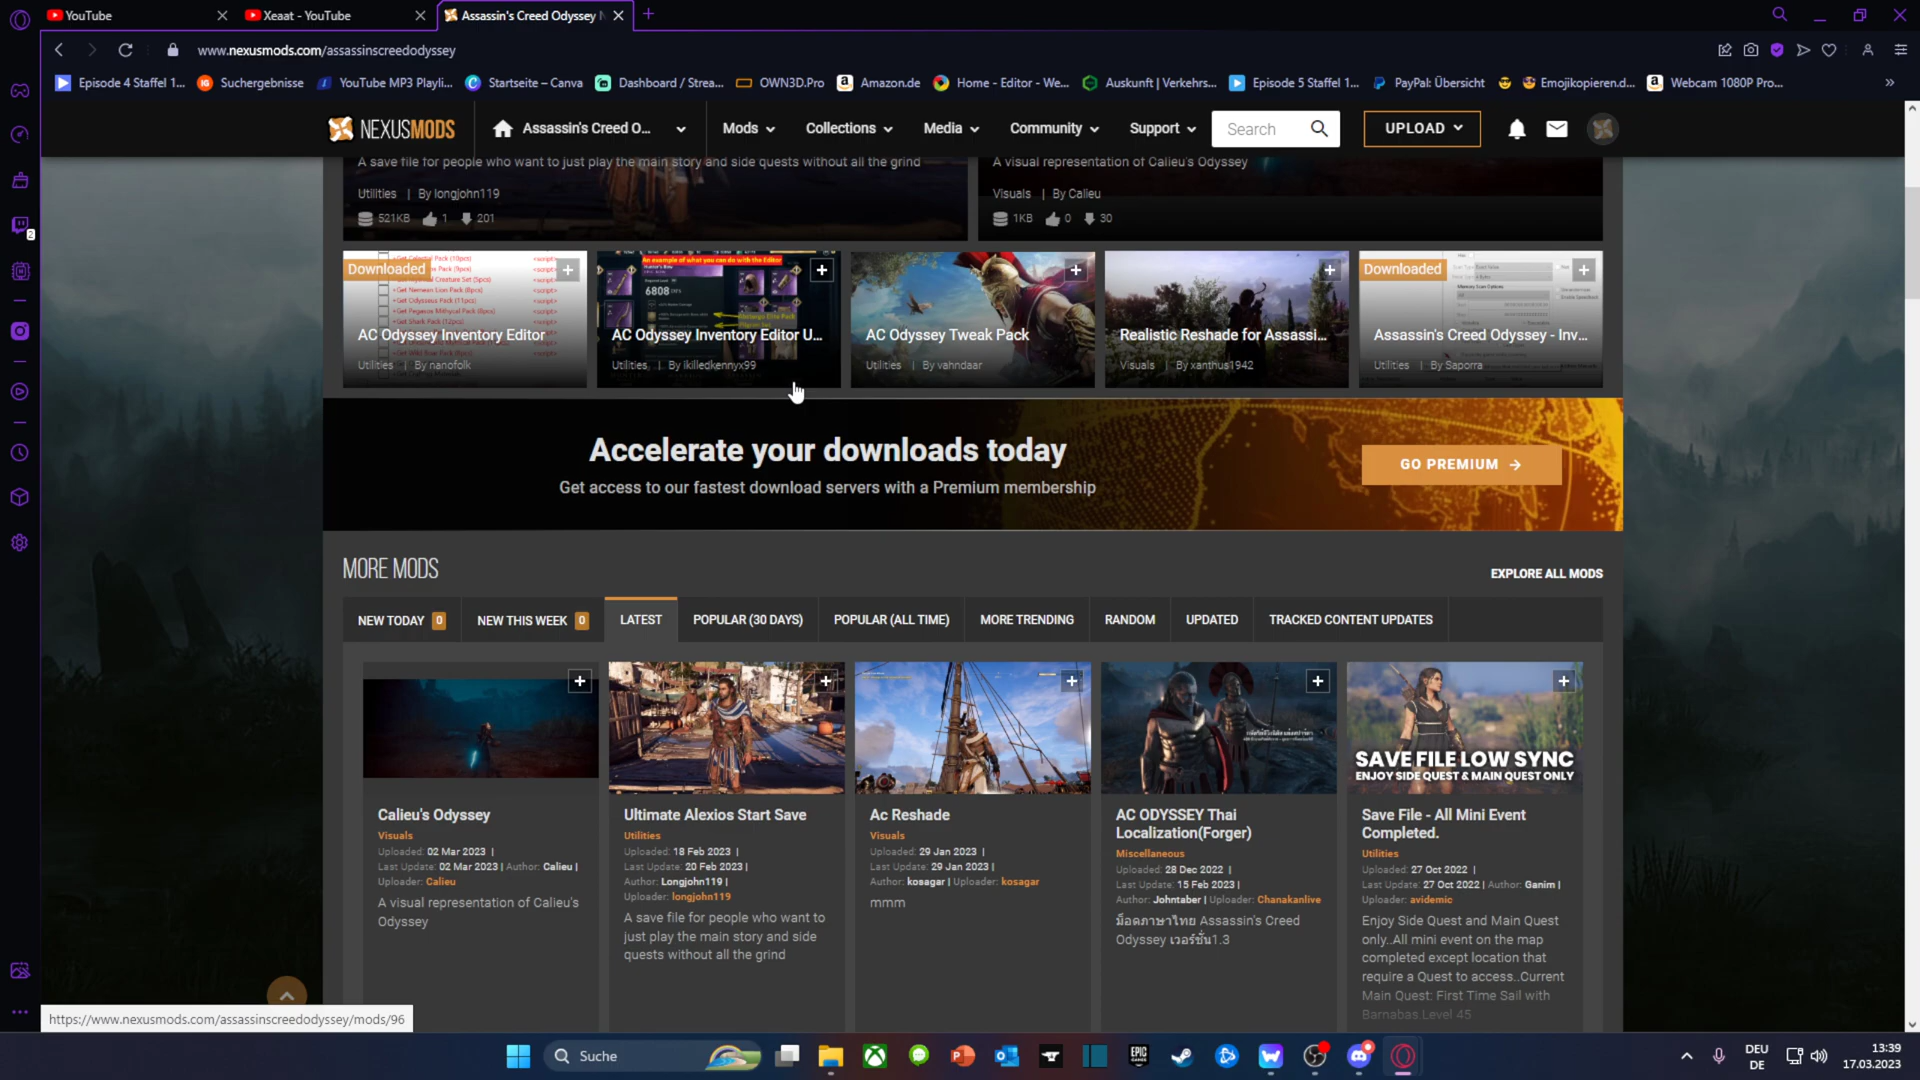 YouTube
Xeaat - YouTube
Assassin's Creed Odyssey N
www.nexusmods.com/assassinscreedodyssey
Episode 4 Staffel 1...
Suchergebnisse
YouTube MP3 Playli...
Startseite – Canva
Dashboard / Strea...
OWN3D.Pro
Amazon.de
Home - Editor - We...
Auskunft | Verkehrs...
Episode 5 Staffel 1...
PayPal: Übersicht
Emojikopieren.d...
Webcam 1080P Pro...
NEXUSMODS
Assassin's Creed O...
Mods
Collections
Media
Community
Support
Search
UPLOAD
2
A save file for people who want to just play the main story and side quests without all the grind
Utilities | By longjohn119
521KB 1 201
A visual representation of Calieu's Odyssey
Visuals | By Calieu
1KB 0 30
Downloaded
AC Odyssey Inventory Editor
Utilities | By nanofolk
An example of what you can do with the Editor
6808
AC Odyssey Inventory Editor U...
Utilities | By ikilledkennyx99
AC Odyssey Tweak Pack
Utilities | By vahndaar
Realistic Reshade for Assassi...
Visuals | By xanthus1942
Downloaded
Assassin's Creed Odyssey - Inv...
Utilities | By Saporra
Accelerate your downloads today
Get access to our fastest download servers with a Premium membership
GO PREMIUM
MORE MODS
EXPLORE ALL MODS
NEW TODAY 0
NEW THIS WEEK 0
LATEST
POPULAR (30 DAYS)
POPULAR (ALL TIME)
MORE TRENDING
RANDOM
UPDATED
TRACKED CONTENT UPDATES
Calieu's Odyssey
Visuals
Uploaded: 02 Mar 2023 |
Last Update: 02 Mar 2023 | Author: Calieu |
Uploader: Calieu
A visual representation of Calieu's
Odyssey
Ultimate Alexios Start Save
Utilities
Uploaded: 18 Feb 2023 |
Last Update: 20 Feb 2023 |
Author: Longjohn119 |
Uploader: longjohn119
A save file for people who want to
just play the main story and side
quests without all the grind
Ac Reshade
Visuals
Uploaded: 29 Jan 2023 |
Last Update: 29 Jan 2023 |
Author: kosagar | Uploader: kosagar
mmm
AC ODYSSEY Thai
Localization(Forger)
Miscellaneous
Uploaded: 28 Dec 2022 |
Last Update: 15 Feb 2023 |
Author: Johntaber | Uploader: Chanakanlive
ม็อดภาษาไทย Assassin's Creed
Odyssey เวอร์ชั่น1.3
SAVE FILE LOW SYNC
ENJOY SIDE QUEST & MAIN QUEST ONLY
Save File - All Mini Event
Completed.
Utilities
Uploaded: 27 Oct 2022 |
Last Update: 27 Oct 2022 | Author: Ganim |
Uploader: avidemic
Enjoy Side Quest and Main Quest
only..All mini event on the map
completed except location that
require a Quest to access..Current
Main Quest: First Time Sail with
Barnabas.Level 45
https://www.nexusmods.com/assassinscreedodyssey/mods/96
Suche
EPIC
GAMES
DEU
DE
13:39
17.03.2023